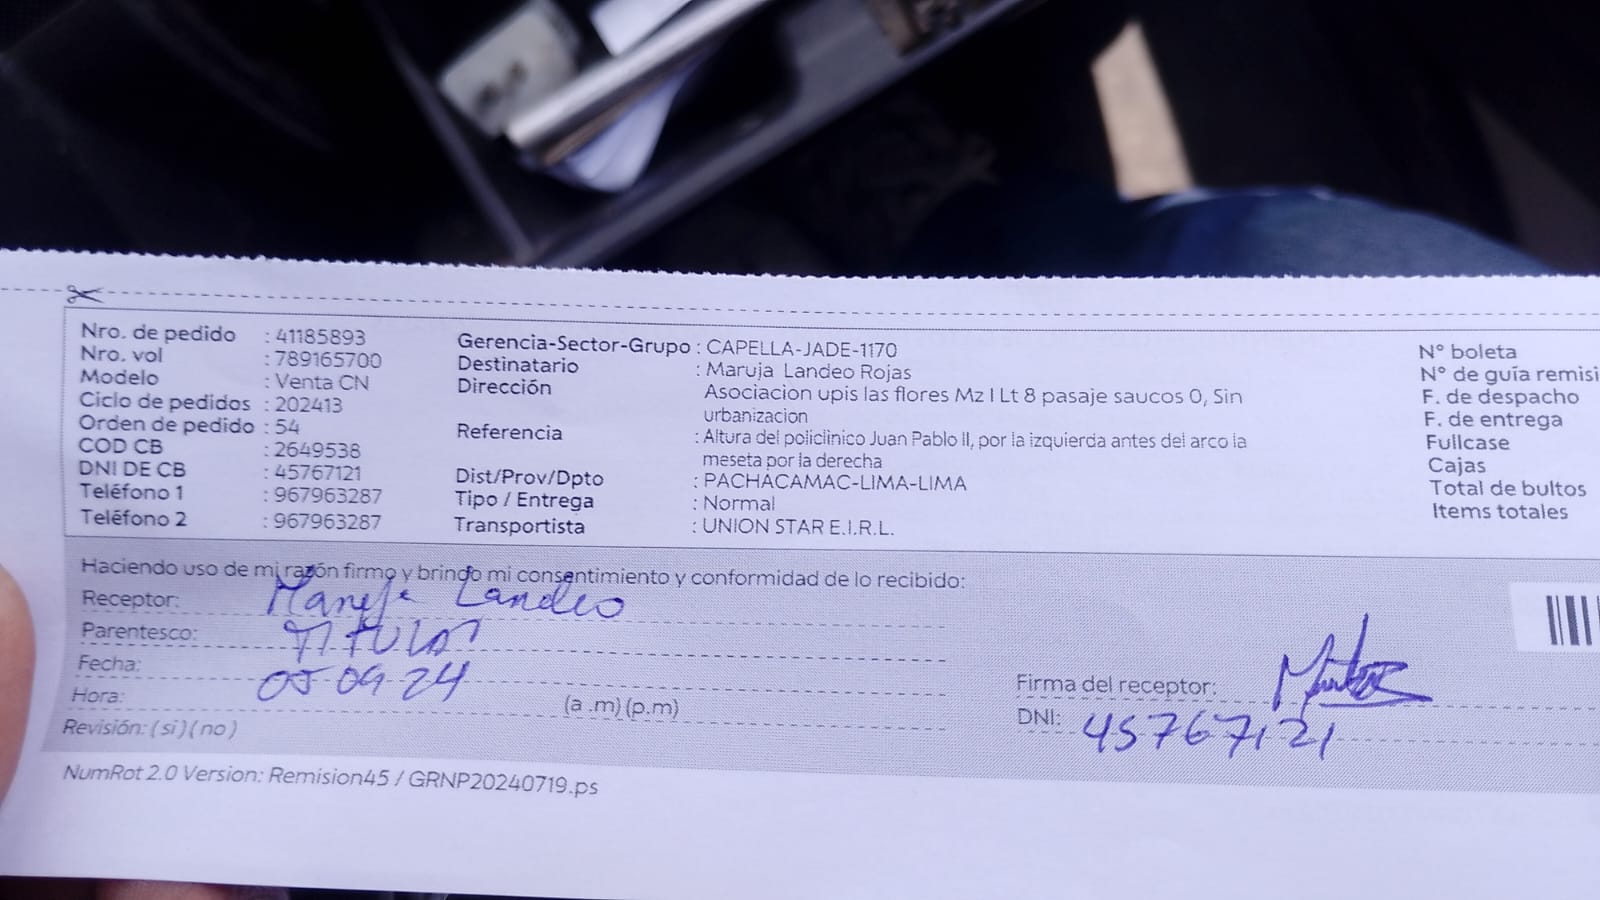 Nro. de pedido : 41185893
Nro. vol : 789165700
Modelo : Venta CN
Ciclo de pedidos : 202413
Orden de pedido : 54
COD CB : 2649538
DNI DE CB : 45767121
Teléfono 1 : 967963287
Teléfono 2 : 967963287
Gerencia-Sector-Grupo : CAPELLA-JADE-1170
Destinatario : Maruja Landeo Rojas
Dirección Asociacion upis las flores Mz I Lt 8 pasaje saucos 0, Sin
urbanizacion
Referencia : Altura del policlinico Juan Pablo II, por la izquierda antes del arco la
meseta por la derecha
Dist/Prov/Dpto : PACHACAMAC-LIMA-LIMA
Tipo / Entrega : Normal
Transportista : UNION STAR E.I.R.L.
N° boleta
N° de guía remisi
F. de despacho
F. de entrega
Fullcase
Cajas
Total de bultos
Items totales
Haciendo uso de mi razón firmo y brindo mi consentimiento y conformidad de lo recibido:
Receptor: Landeo
Parentesco: TITULAR
Fecha: 05-09-24
Hora: (a .m) (p.m)
Revisión: ( si ) ( no )
Firma del receptor:
DNI: 45767121
NumRot 2.0 Version: Remision45 / GRNP20240719.ps